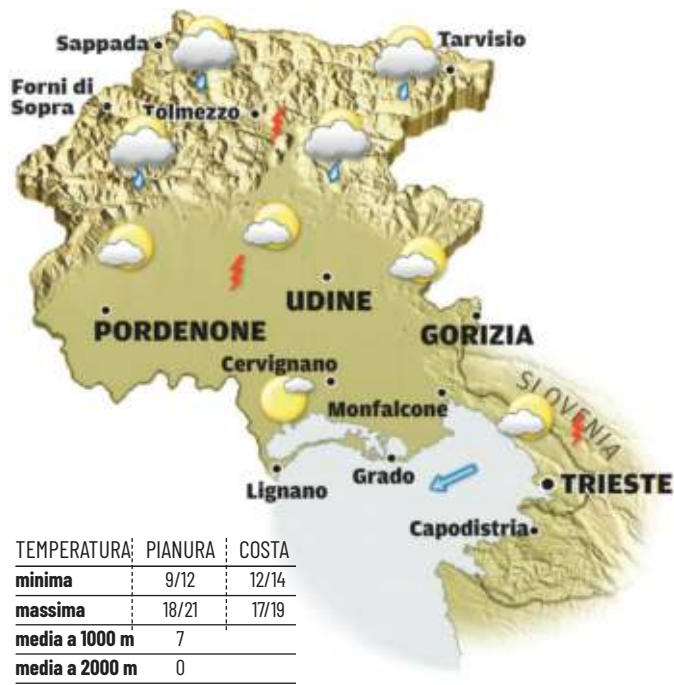 Sappada
Tarvisio
Forni di
Sopra
Tolmezzo
UDINE
PORDENONE
GORIZIA
Cervignano
SLOVENIA
Monfalcone
Grado
Lignano
TRIESTE
Capodistria
TEMPERATURA PIANURA COSTA
minima 9/12 12/14
massima 18/21 17/19
media a 1000 m 7
media a 2000 m 0